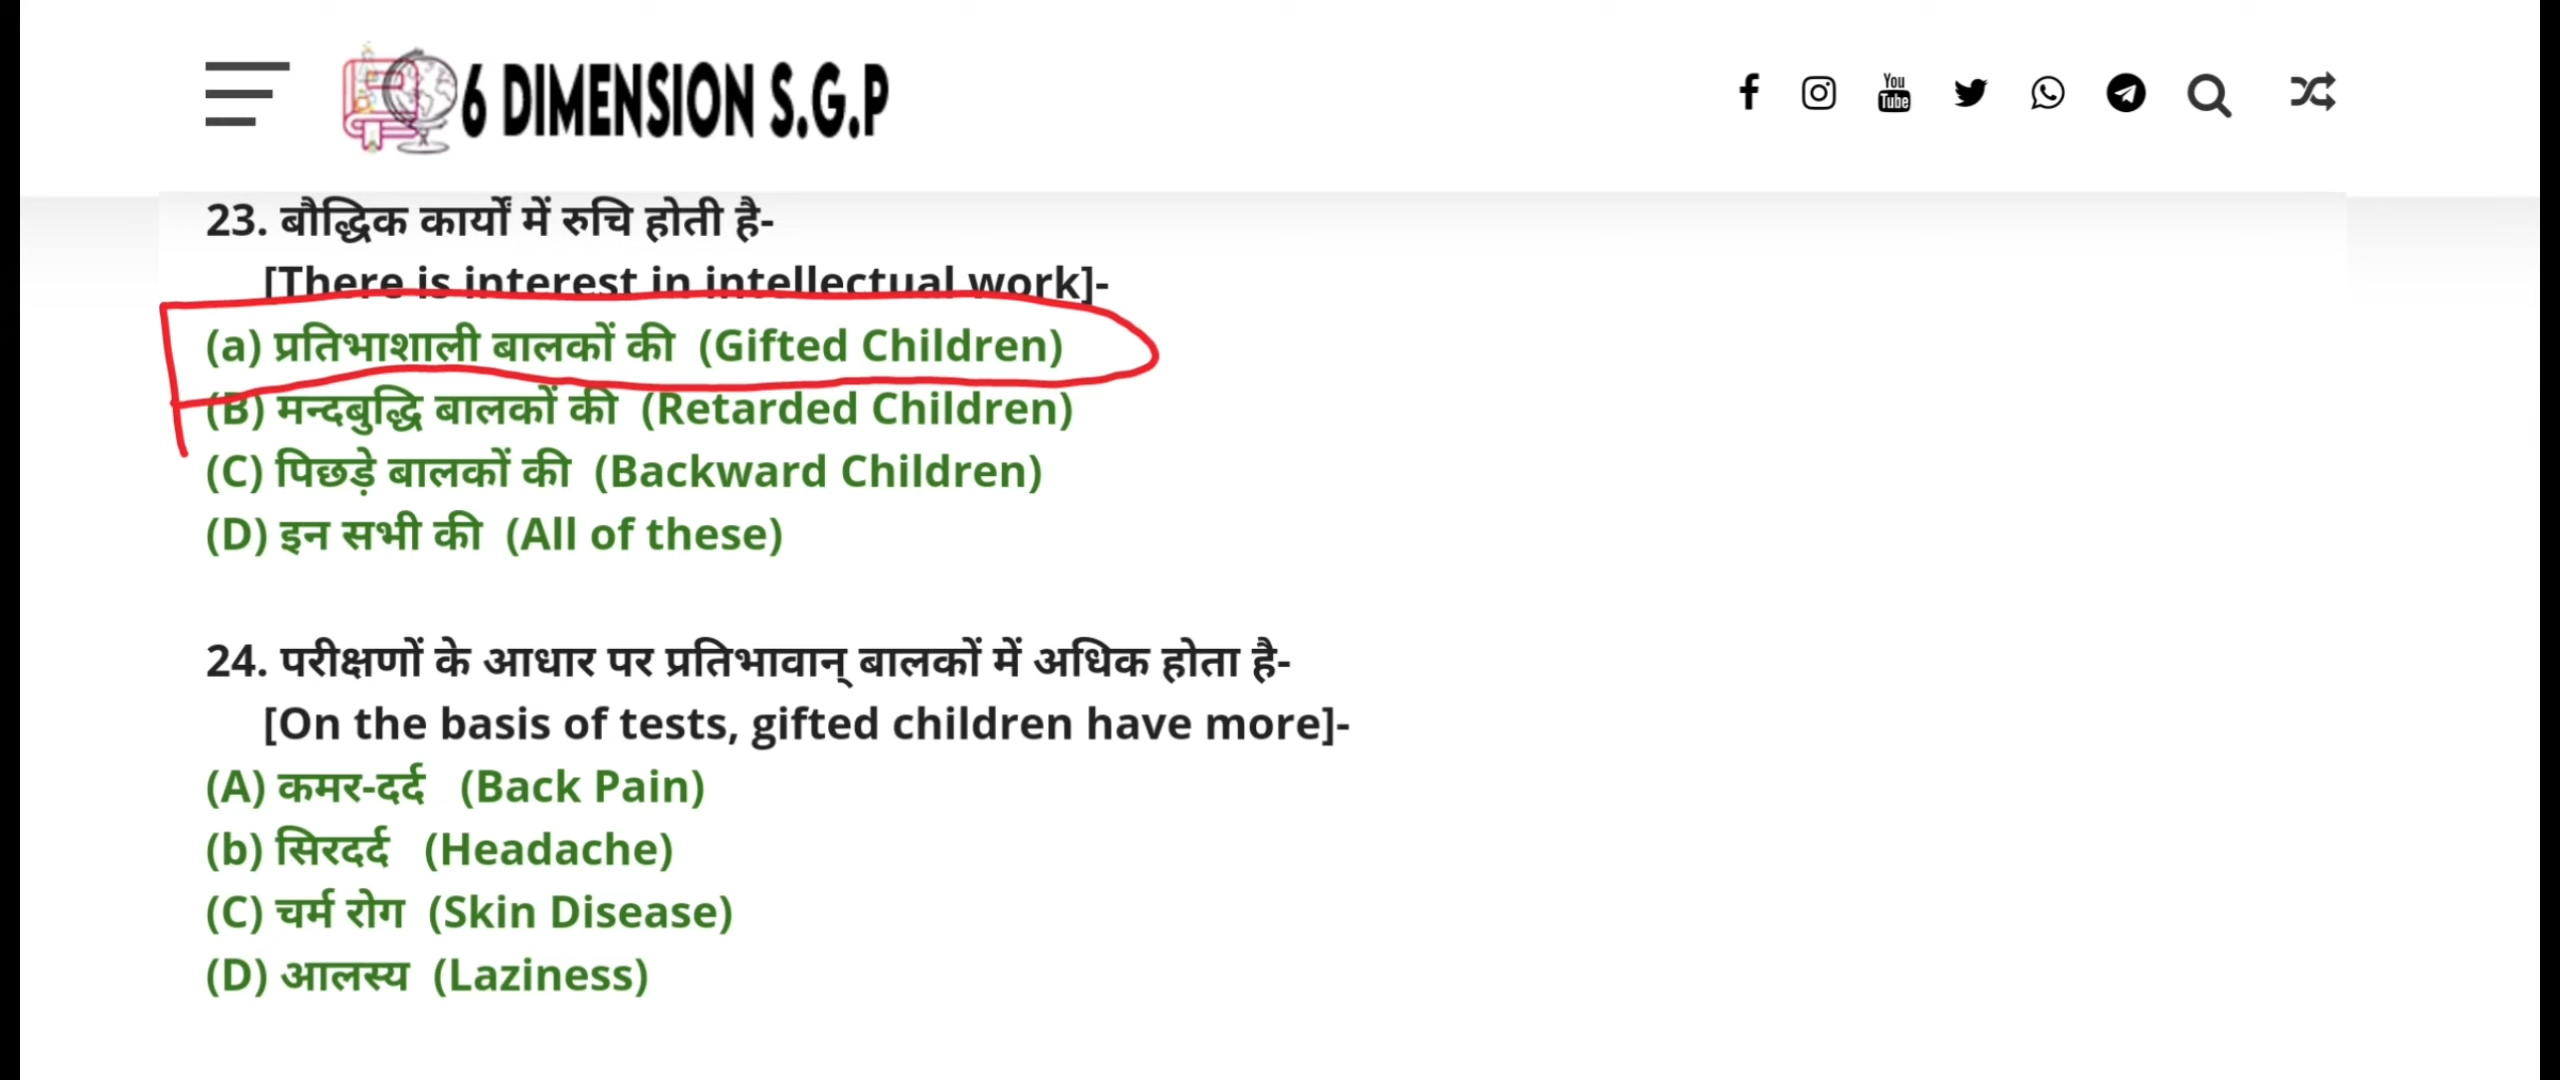 6 DIMENSION S.G.P
You
Tube
23. बौद्धिक कार्यों में रुचि होती है-
[There is interest in intellectual work]-
(a) प्रतिभाशाली बालकों की (Gifted Children)
(B) मन्दबुद्धि बालकों की (Retarded Children)
(C) पिछड़े बालकों की (Backward Children)
(D) इन सभी की (All of these)
24. परीक्षणों के आधार पर प्रतिभावान् बालकों में अधिक होता है-
[On the basis of tests, gifted children have more]-
(A) कमर-दर्द (Back Pain)
(b) सिरदर्द (Headache)
(C) चर्म रोग (Skin Disease)
(D) आलस्य (Laziness)